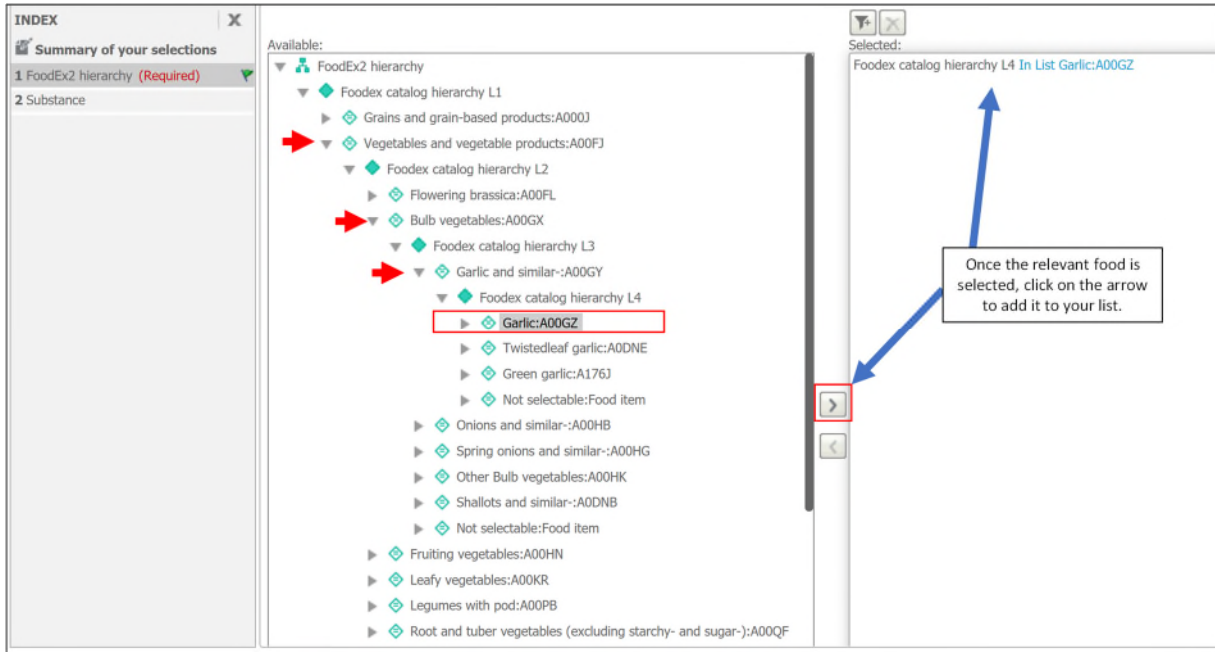 INDEX X
Summary of your selections
1 FoodEx2 hierarchy (Required)
2 Substance
Available:
FoodEx2 hierarchy
Foodex catalog hierarchy L1
Grains and grain-based products:A000J
Vegetables and vegetable products:A00FJ
Foodex catalog hierarchy L2
Flowering brassica:A00FL
Bulb vegetables:A00GX
Foodex catalog hierarchy L3
Garlic and similar-:A00GY
Foodex catalog hierarchy L4
Garlic:A00GZ
Twistedleaf garlic:A0DNE
Green garlic:A176J
Not selectable:Food item
Onions and similar-:A00HB
Spring onions and similar-:A00HG
Other Bulb vegetables:A00HK
Shallots and similar-:A0DNB
Not selectable:Food item
Fruiting vegetables:A00HN
Leafy vegetables:A00KR
Legumes with pod:A00PB
Root and tuber vegetables (excluding starchy- and sugar-):A00QF
Selected:
Foodex catalog hierarchy L4 In List Garlic:A00GZ
Once the relevant food is
selected, click on the arrow
to add it to your list.